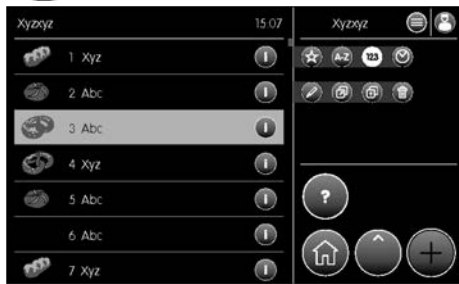 Xyzxyz 15:07 Xyzxyz
1 Xyz
A-Z 123
2 Abc
3 Abc
4 Xyz
5 Abc
?
6 Abc
7 Xyz